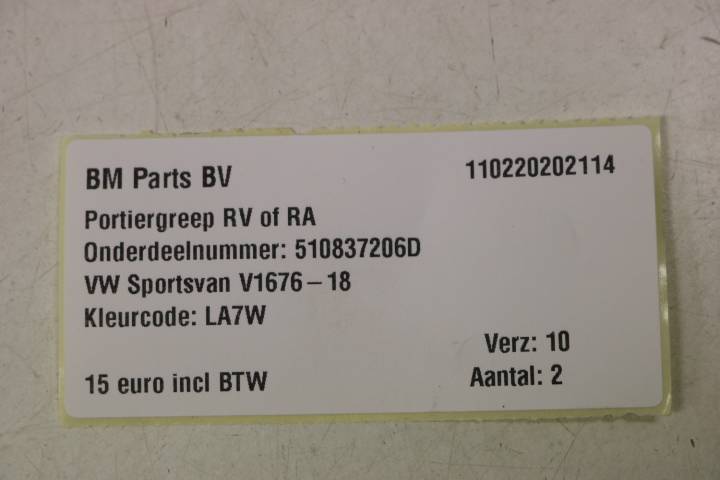 BM Parts BV 110220202114
Portiergreep RV of RA
Onderdeelnummer: 510837206D
VW Sportsvan V1676-18
Kleurcode: LA7W
Verz: 10
15 euro incl BTW Aantal: 2